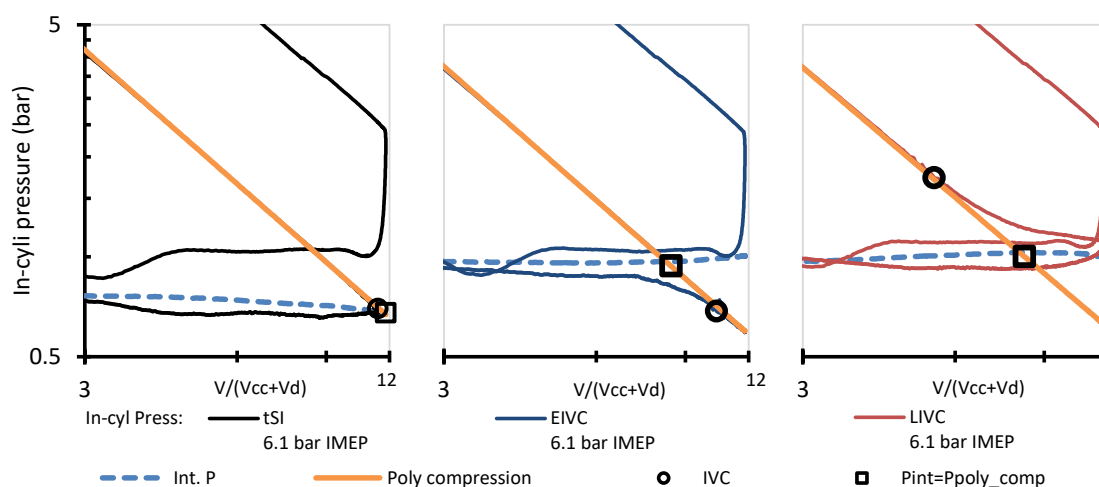 5
In-cyli pressure (bar)
0.5
3
V/(Vcc+Vd)
12
3
V/(Vcc+Vd)
12
3
V/(Vcc+Vd)
In-cyl Press:
tSI
6.1 bar IMEP
EIVC
6.1 bar IMEP
LIVC
6.1 bar IMEP
Int. P
Poly compression
IVC
Pint=Ppoly_comp